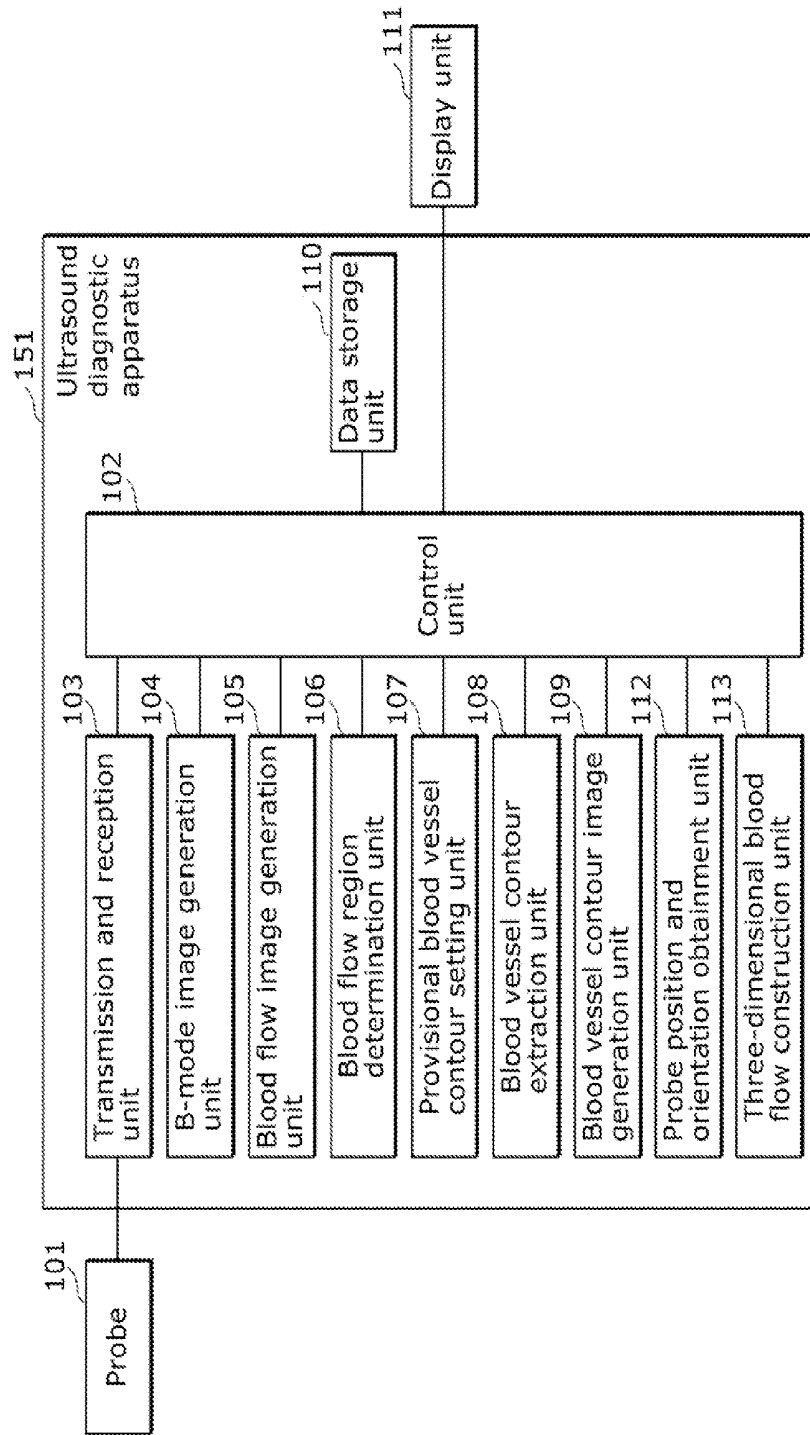 151
Ultrasound
diagnostic
apparatus
101
Probe
103
Transmission and reception
unit
104
B-mode image generation
unit
105
Blood flow image generation
unit
106
Blood flow region
determination unit
107
Provisional blood vessel
contour setting unit
108
Blood vessel contour
extraction unit
109
Blood vessel contour image
generation unit
112
Probe position and
orientation obtainment unit
113
Three-dimensional blood
flow construction unit
102
Control
unit
110
Data storage
unit
111
Display unit